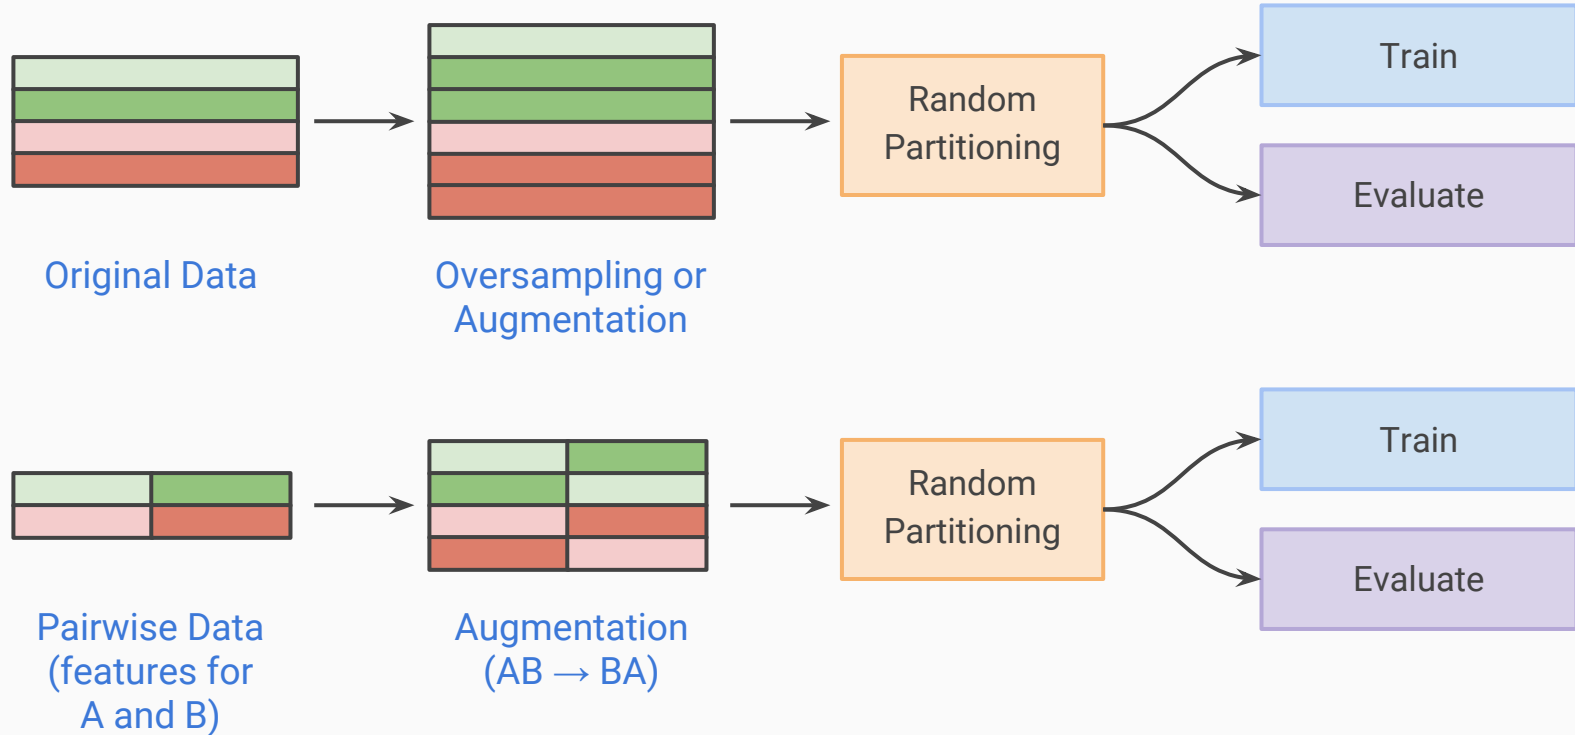 Original Data
Oversampling or
Augmentation
Random
Partitioning
Train
Evaluate
Pairwise Data
(features for
A and B)
Augmentation
(AB → BA)
Random
Partitioning
Train
Evaluate